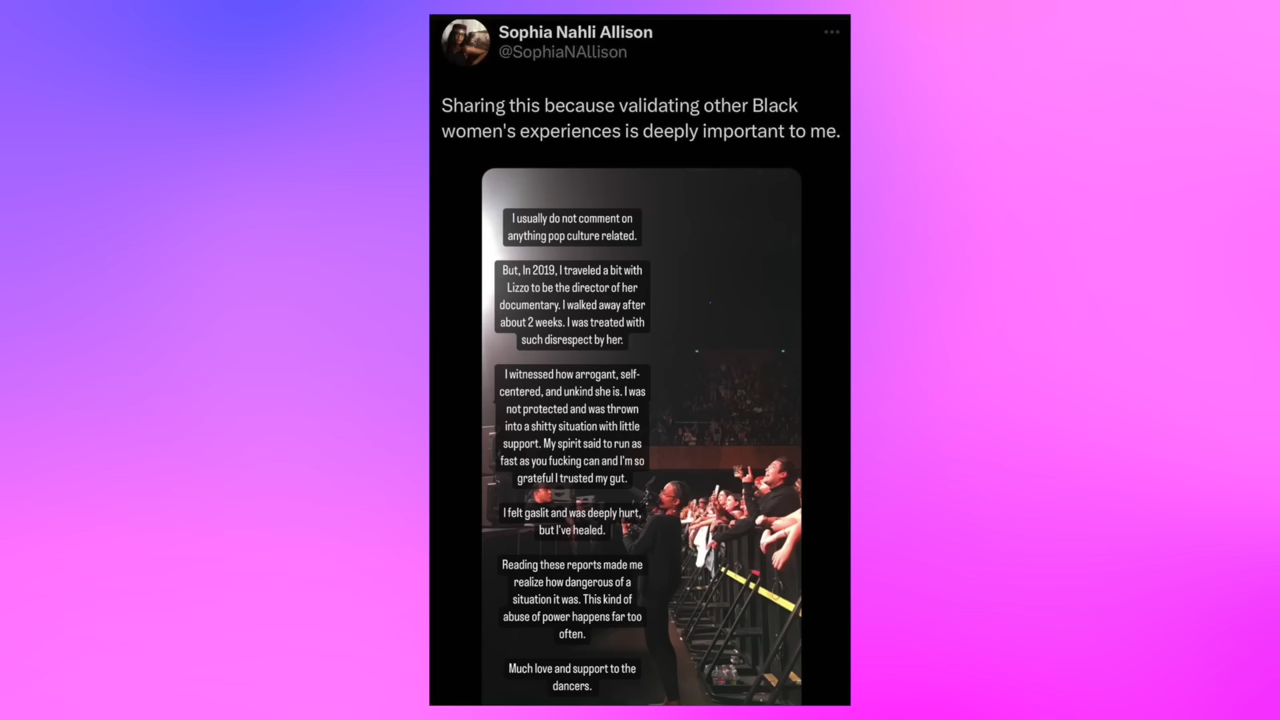 Sophia Nahli Allison
@SophiaNAllison
Sharing this because validating other Black
women's experiences is deeply important to me.
I usually do not comment on
anything pop culture related.
But, In 2019, I traveled a bit with
Lizzo to be the director of her
documentary. I walked away after
about 2 weeks. I was treated with
such disrespect by her.
I witnessed how arrogant, self-
centered, and unkind she is. I was
not protected and was thrown
into a shitty situation with little
support. My spirit said to run as
fast as you fucking can and I'm so
grateful I trusted my gut.
I felt gaslit and was deeply hurt,
but I've healed.
Reading these reports made me
realize how dangerous of a
situation it was. This kind of
abuse of power happens far too
often.
Much love and support to the
dancers.